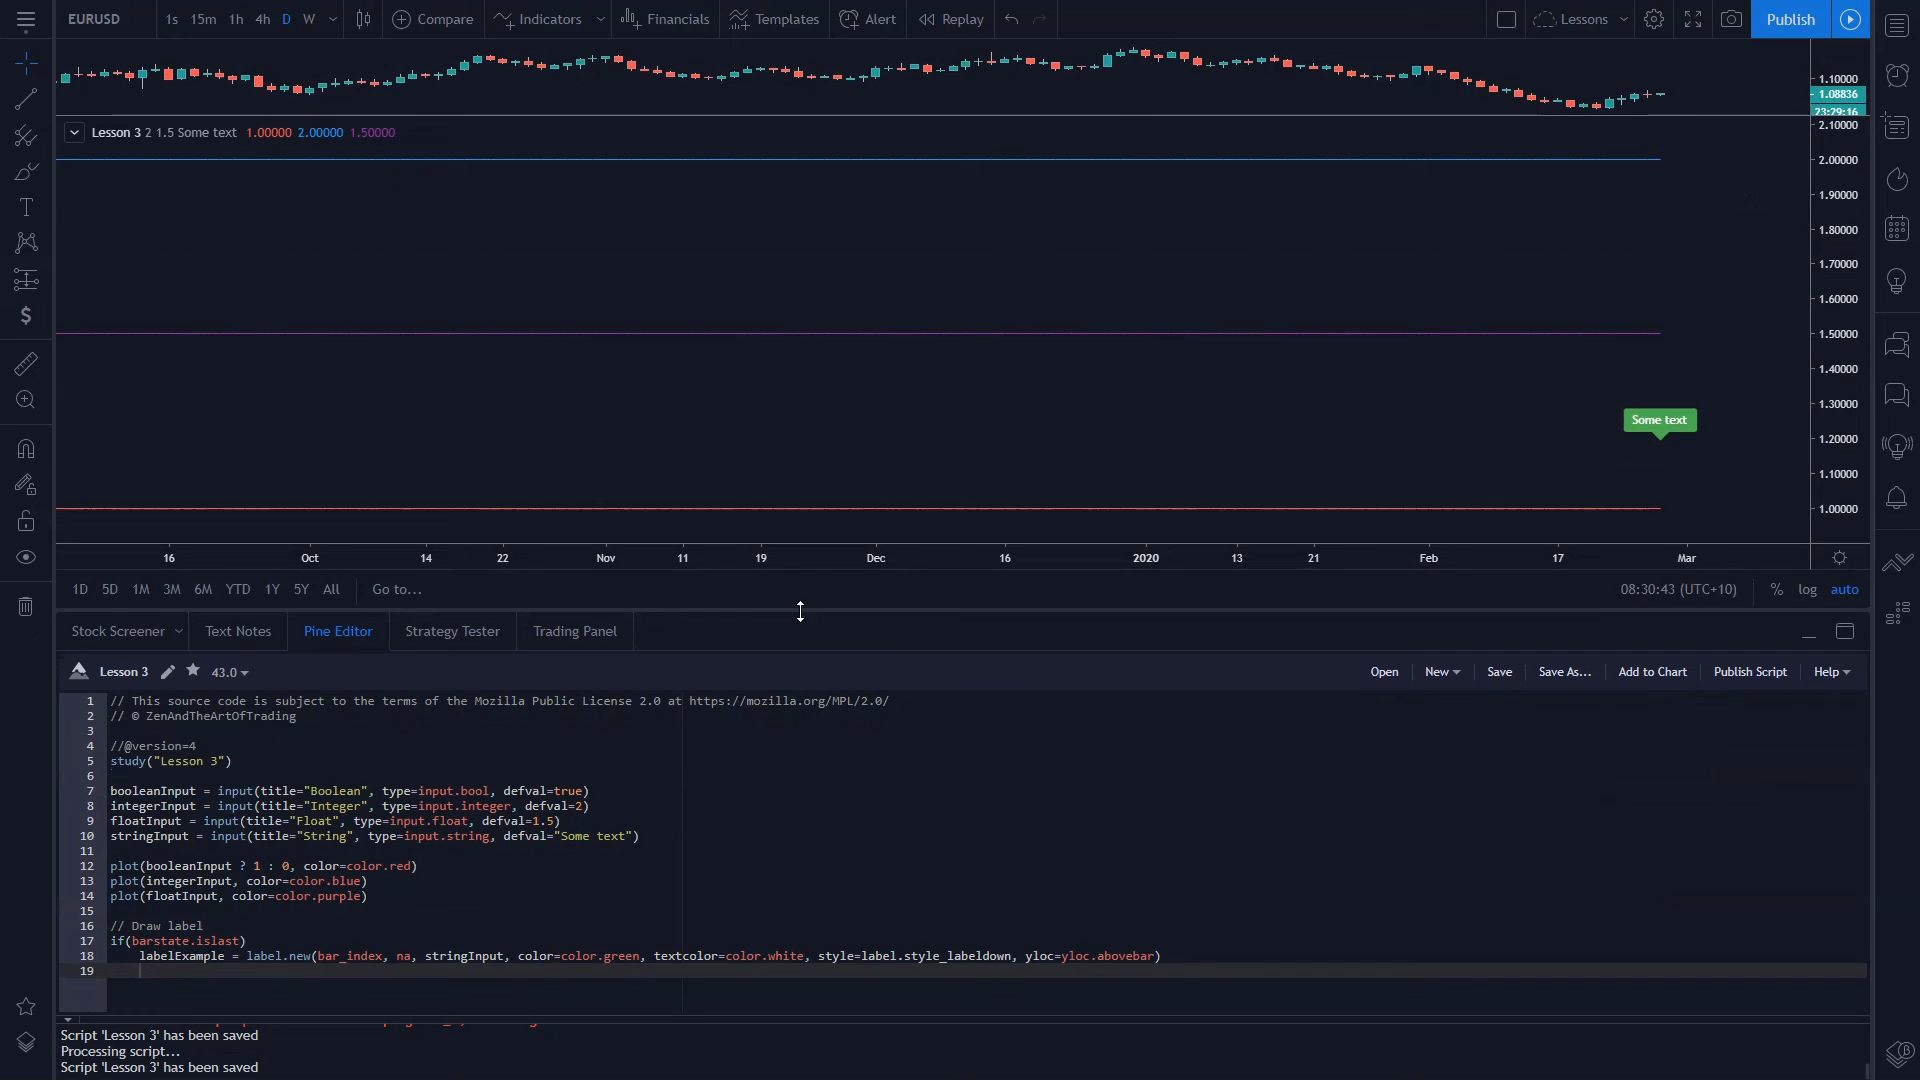 EURUSD 1s 15m 1h 4h D W Compare Indicators Financials Templates Alert Replay Lessons Publish
1.10000
1.08836
23:29:16
Lesson 3 2 1.5 Some text 1.00000 2.00000 1.50000
2.10000
2.00000
1.90000
1.80000
1.70000
1.60000
1.50000
1.40000
1.30000
Some text
1.20000
1.10000
1.00000
16 Oct 14 22 Nov 11 19 Dec 16 2020 13 21 Feb 17 Mar
1D 5D 1M 3M 6M YTD 1Y 5Y All Go to... 08:30:43 (UTC+10) % log auto
Stock Screener Text Notes Pine Editor Strategy Tester Trading Panel
Lesson 3 43.0 Open New Save Save As... Add to Chart Publish Script Help
1 // This source code is subject to the terms of the Mozilla Public License 2.0 at https://mozilla.org/MPL/2.0/
2 // © ZenAndTheArtOfTrading
3
4 //@version=4
5 study("Lesson 3")
6
7 booleanInput = input(title="Boolean", type=input.bool, defval=true)
8 integerInput = input(title="Integer", type=input.integer, defval=2)
9 floatInput = input(title="Float", type=input.float, defval=1.5)
10 stringInput = input(title="String", type=input.string, defval="Some text")
11
12 plot(booleanInput ? 1 : 0, color=color.red)
13 plot(integerInput, color=color.blue)
14 plot(floatInput, color=color.purple)
15
16 // Draw label
17 if(barstate.islast)
18 labelExample = label.new(bar_index, na, stringInput, color=color.green, textcolor=color.white, style=label.style_labeldown, yloc=yloc.abovebar)
19
Script 'Lesson 3' has been saved
Processing script...
Script 'Lesson 3' has been saved